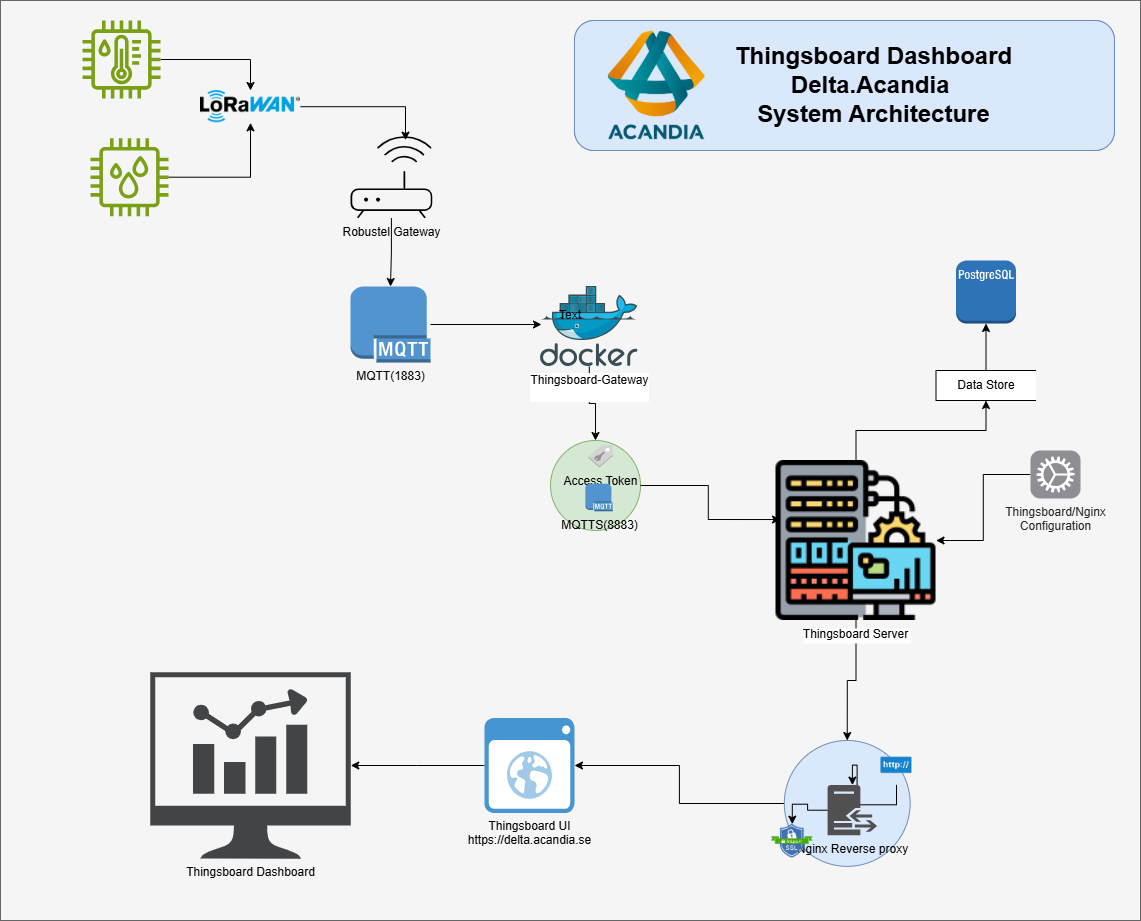 Thingsboard Dashboard
Delta.Acandia
System Architecture
ACANDIA
LoRaWAN®
Robustel Gateway
MQTT
MQTT(1883)
Text
docker
Thingsboard-Gateway
Access Token
MQTT
MQTTS(8883)
PostgreSQL
Data Store
Thingsboard/Nginx
Configuration
Thingsboard Server
http://
SSL
Nginx Reverse proxy
Thingsboard UI
https://delta.acandia.se
Thingsboard Dashboard